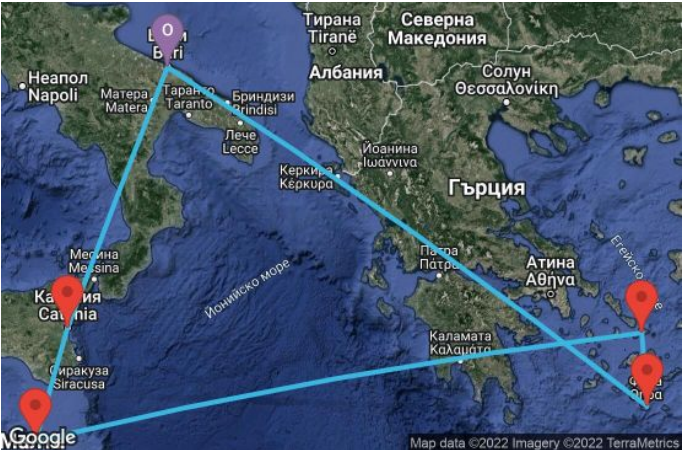 Тирана
Tiranë
Северна
Македония
O
Bari
Неапол
Napoli
Албания
Солун
Θεσσαλονίκη
Матера
Matera
Таранто
Taranto
Бриндизи
Brindisi
Лече
Lecce
Йоанина
Ιωάννινα
Керкира
Κέρκυρα
Гърция
Месина
Messina
Йонийско море
Патра
Πάτρα
Атина
Αθήνα
Егейско
Catania
Каламата
Καλαμάτα
Сиракуза
Siracusa
Google
Map data ©2022 Imagery ©2022 TerraMetrics